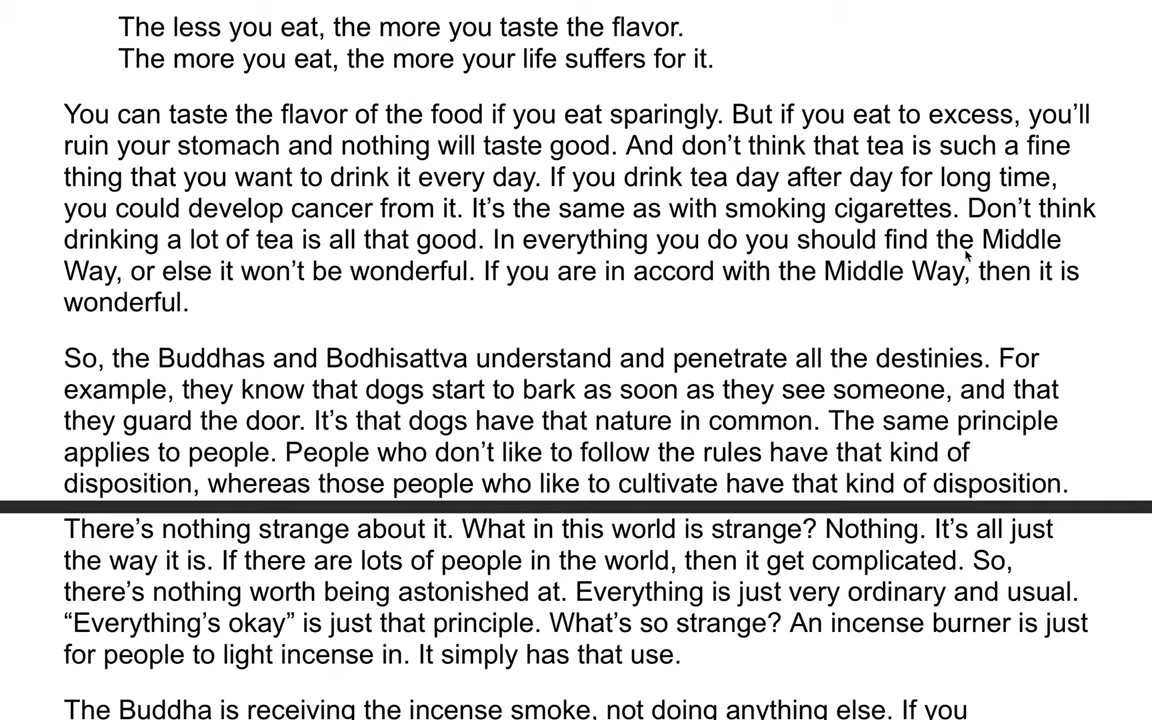 The less you eat, the more you taste the flavor.
The more you eat, the more your life suffers for it.
You can taste the flavor of the food if you eat sparingly. But if you eat to excess, you’ll
ruin your stomach and nothing will taste good. And don’t think that tea is such a fine
thing that you want to drink it every day. If you drink tea day after day for long time,
you could develop cancer from it. It’s the same as with smoking cigarettes. Don’t think
drinking a lot of tea is all that good. In everything you do you should find the Middle
Way, or else it won’t be wonderful. If you are in accord with the Middle Way, then it is
wonderful.
So, the Buddhas and Bodhisattva understand and penetrate all the destinies. For
example, they know that dogs start to bark as soon as they see someone, and that
they guard the door. It’s that dogs have that nature in common. The same principle
applies to people. People who don’t like to follow the rules have that kind of
disposition, whereas those people who like to cultivate have that kind of disposition.
There’s nothing strange about it. What in this world is strange? Nothing. It’s all just
the way it is. If there are lots of people in the world, then it get complicated. So,
there’s nothing worth being astonished at. Everything is just very ordinary and usual.
“Everything’s okay” is just that principle. What’s so strange? An incense burner is just
for people to light incense in. It simply has that use.
The Buddha is receiving the incense smoke, not doing anything else. If you